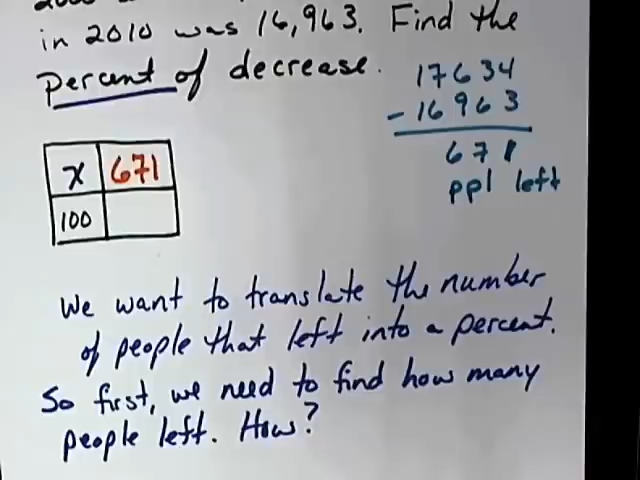 in 2010 was 16,963. Find the
percent of decrease.
17634
- 16963
671
ppl left
x 671
100
We want to translate the number
of people that left into a percent.
So first, we need to find how many
people left. How?